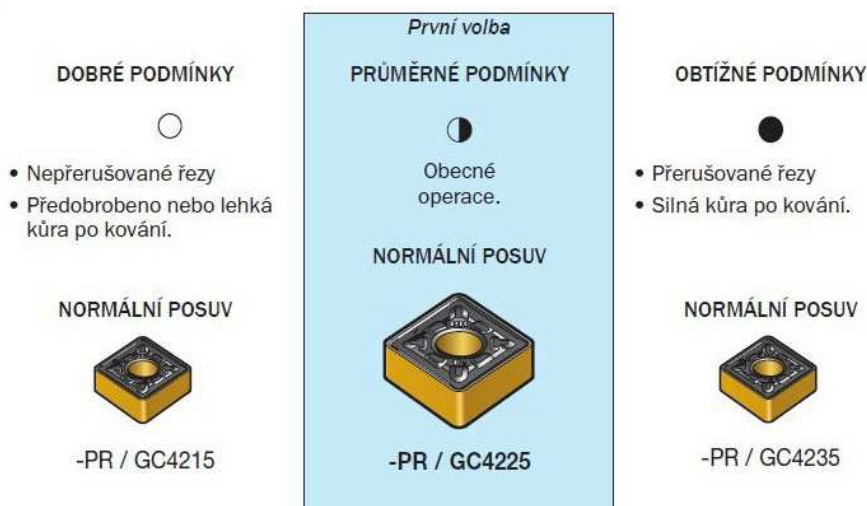 První volba
DOBRÉ PODMÍNKY
• Nepřerušované řezy
• Předobrobeno nebo lehká
kůra po kování.
NORMÁLNÍ POSUV
-PR / GC4215
PRŮMĚRNÉ PODMÍNKY
Obecné
operace.
NORMÁLNÍ POSUV
-PR / GC4225
OBTÍŽNÉ PODMÍNKY
• Přerušované řezy
• Silná kůra po kování.
NORMÁLNÍ POSUV
-PR / GC4235